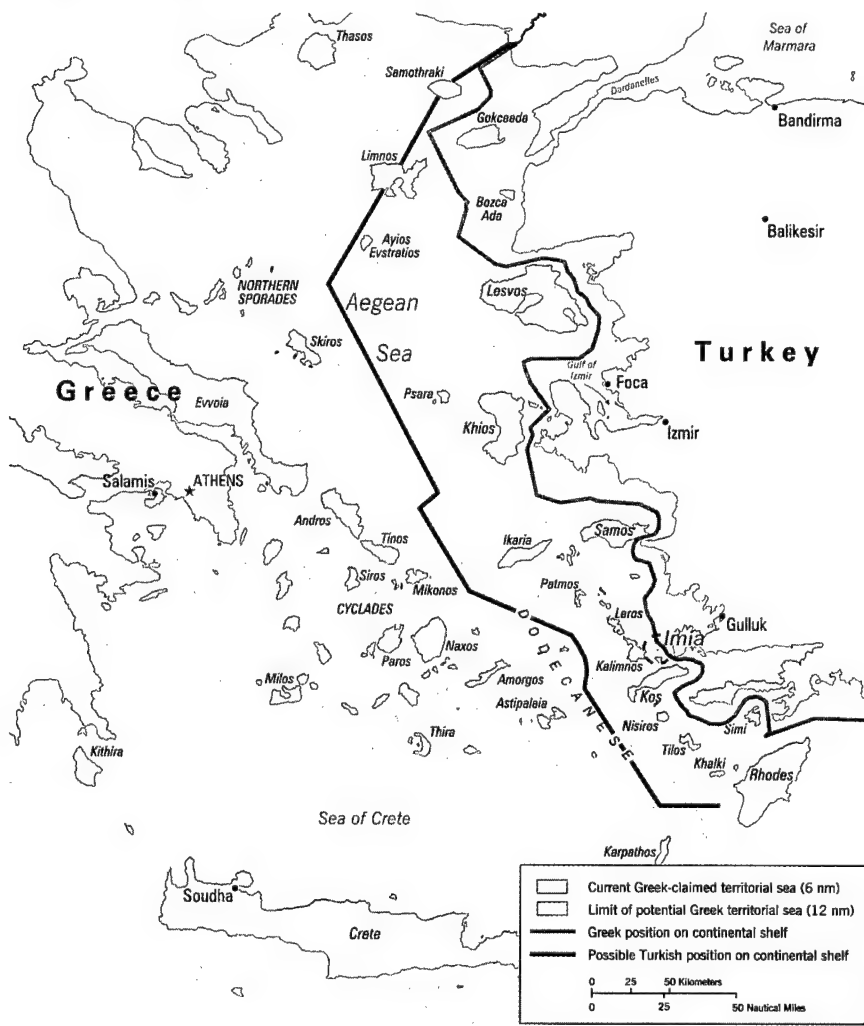 Thasos
Sea of
Marmara
Samothraki
Dardanelles
Gokceada
Bandirma
Limnos
Bozca
Ada
Balikesir
Ayios
Evstratios
NORTHERN
SPORADES
Aegean
Sea
Lesvos
Skiros
Turkey
Gulf of
Izmir
Foca
Greece
Evvoia
Psara
Khios
Izmir
Salamis
ATHENS
Andros
Tinos
Ikaria
Samos
Siros
Mikonos
Patmos
CYCLADES
Leros
Gulluk
Imia
Paros
Naxos
Kalimnos
DODECANESE
Milos
Amorgos
Kos
Astipalaia
Nisiros
Simi
Thira
Tilos
Khalki
Kithira
Rhodes
Sea of Crete
Karpathos
Soudha
Crete
Current Greek-claimed territorial sea (6 nm)
Limit of potential Greek territorial sea (12 nm)
Greek position on continental shelf
Possible Turkish position on continental shelf
0 25 50 Kilometers
0 25 50 Nautical Miles